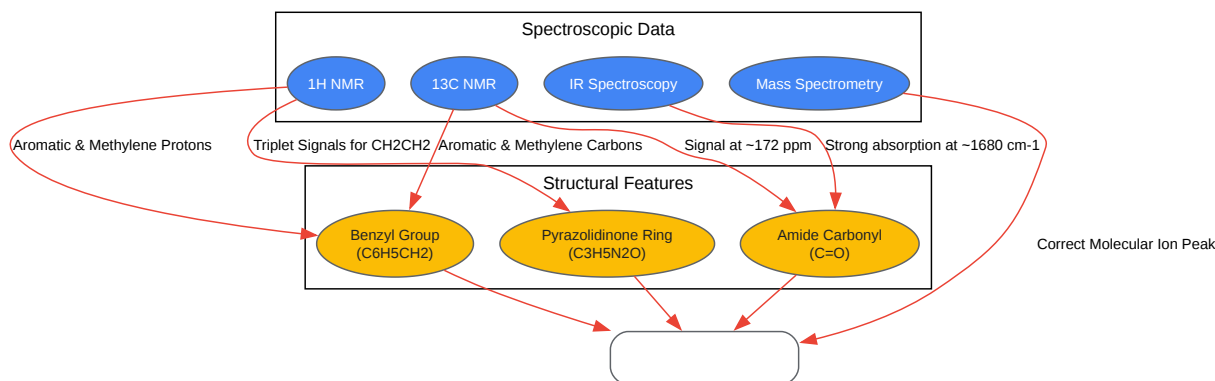 Spectroscopic Data
1H NMR
13C NMR
IR Spectroscopy
Mass Spectrometry
Aromatic & Methylene Protons
Triplet Signals for CH2CH2
Aromatic & Methylene Carbons
Signal at ~172 ppm
Strong absorption at ~1680 cm-1
Structural Features
Benzyl Group
(C6H5CH2)
Pyrazolidinone Ring
(C3H5N2O)
Amide Carbonyl
(C=O)
Correct Molecular Ion Peak